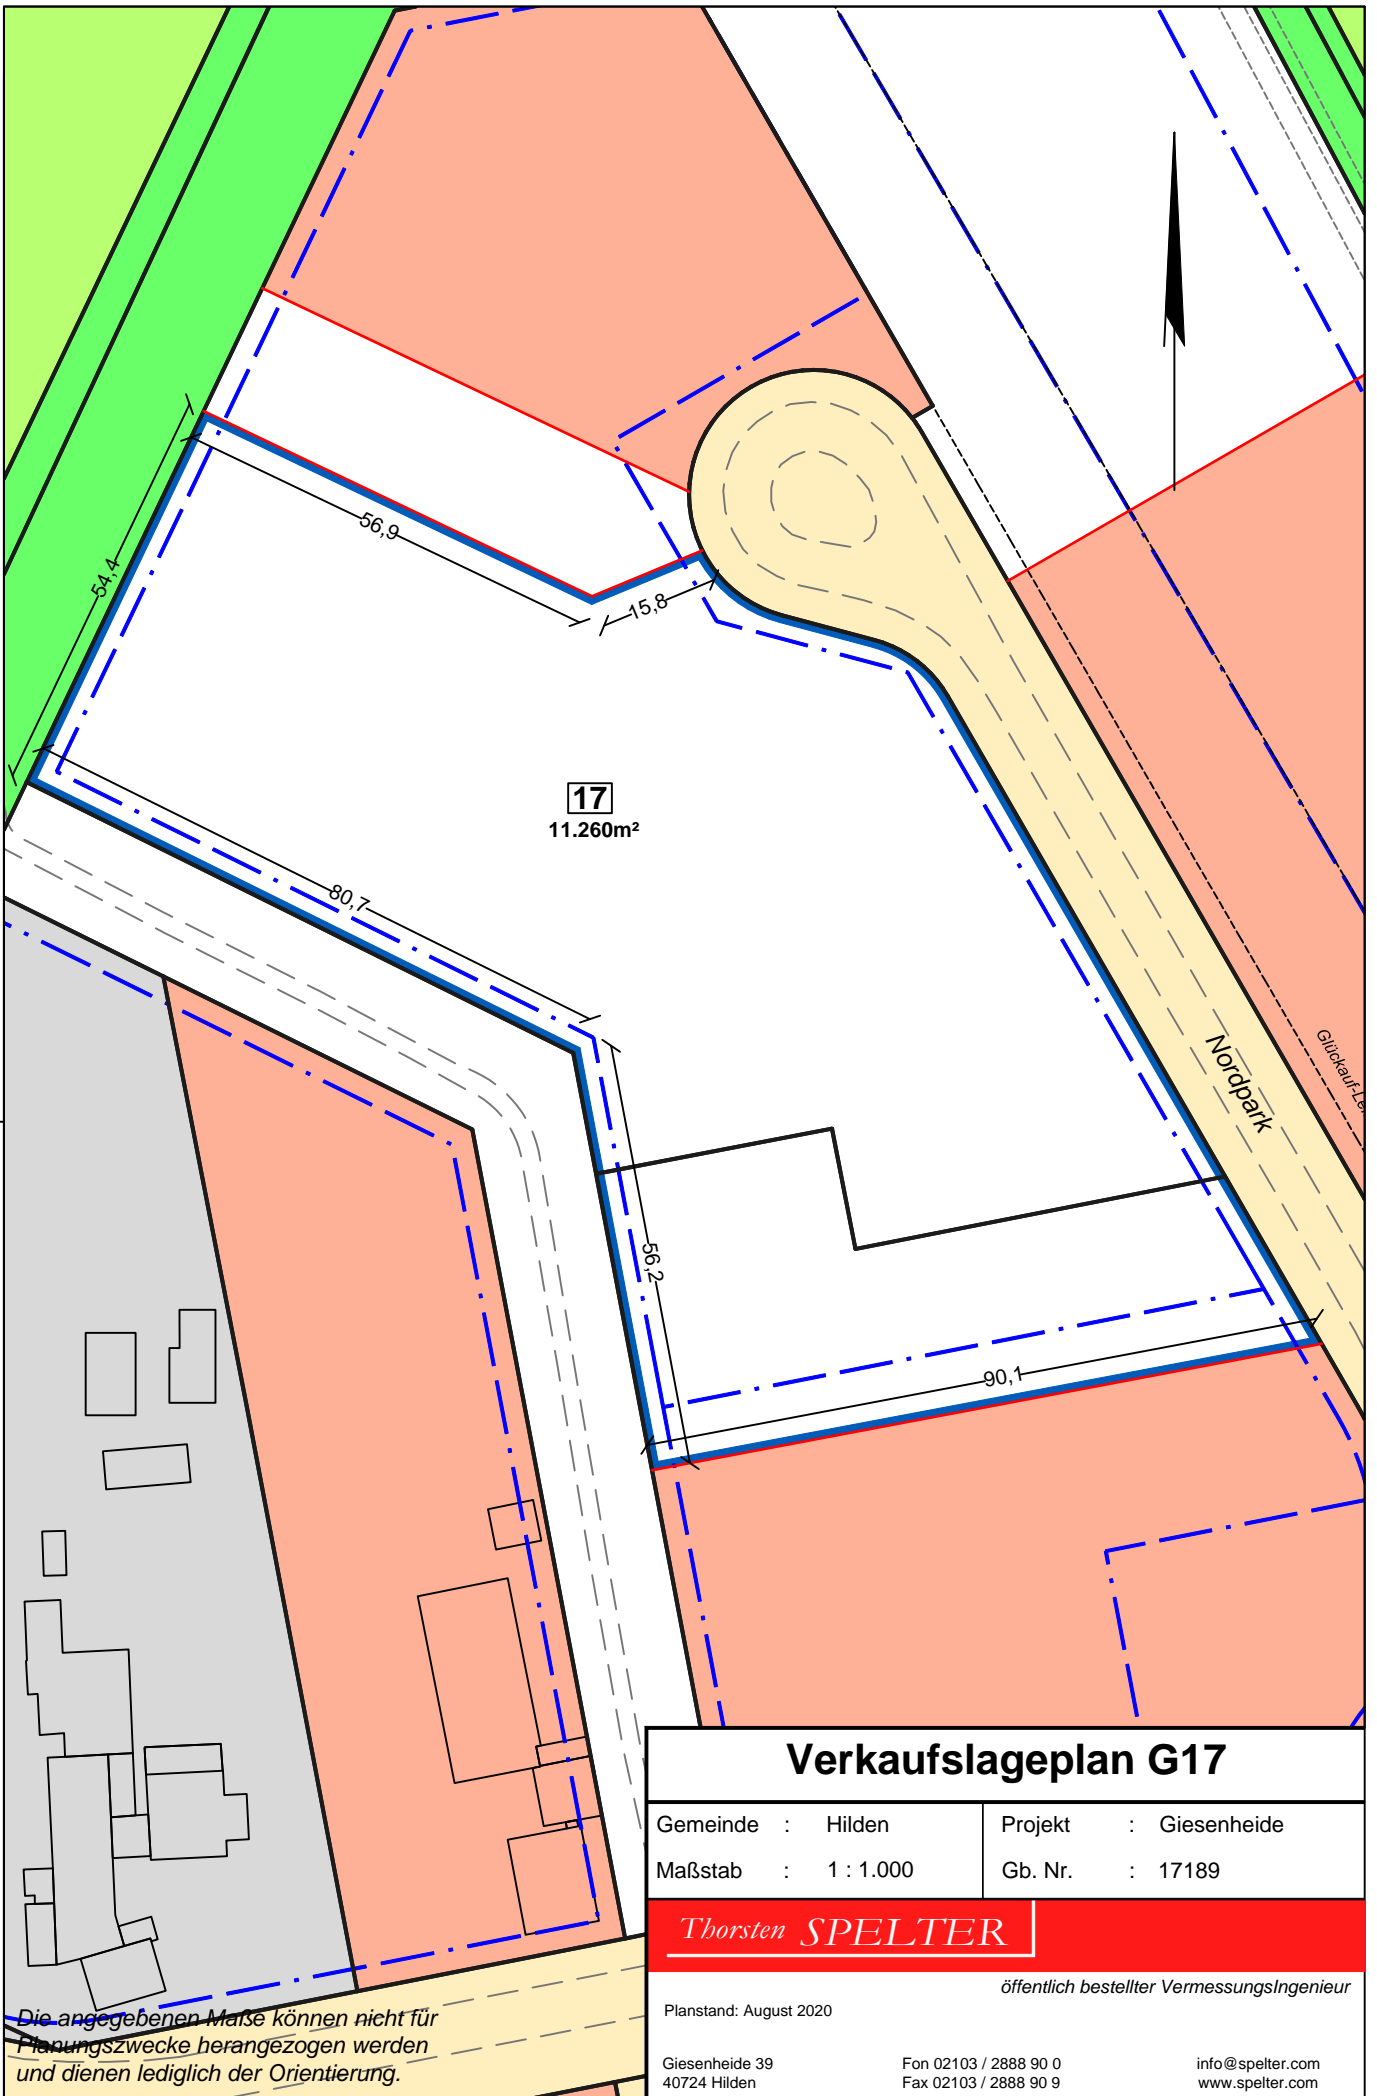 56,9
54,4
15,8
17
11.260m²
80,7
Nordpark
56,2
90,1
Verkaufslageplan G17
Gemeinde : Hilden
Projekt : Giesenheide
Maßstab : 1 : 1.000
Gb. Nr. : 17189
Thorsten SPELTER
öffentlich bestellter VermessungsIngenieur
Planstand: August 2020
Die angegebenen Maße können nicht für
Planungszwecke herangezogen werden
und dienen lediglich der Orientierung.
Giesenheide 39
Fon 02103 / 2888 90 0
info@spelter.com
40724 Hilden
Fax 02103 / 2888 90 9
www.spelter.com